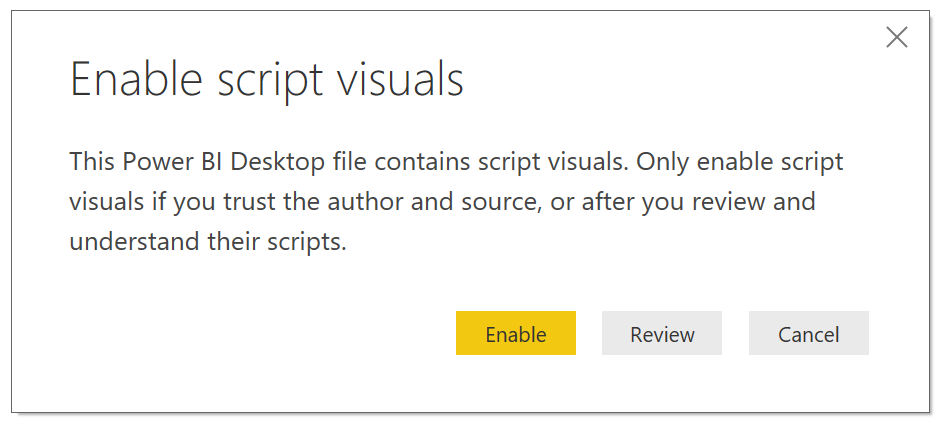 Enable script visuals
This Power BI Desktop file contains script visuals. Only enable script
visuals if you trust the author and source, or after you review and
understand their scripts.
Enable Review Cancel